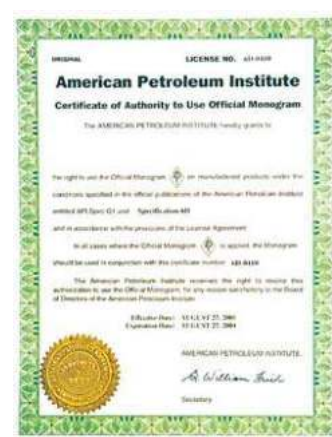 ORIGINAL
LICENSE NO.
American Petroleum Institute
Certificate of Authority to Use Official Monogram
The AMERICAN PETROLEUM INSTITUTE hereby grants to
the right to use the Official Monogram on manufactured products under the
conditions specified in the official publications of the American Petroleum Institute
entitled API Spec Q1 and Specification
and in accordance with the provisions of the License Agreement.
In all cases where the Official Monogram is applied, the Monogram
should be used in conjunction with this certificate number
The American Petroleum Institute reserves the right to revoke this
authorization to use the Official Monogram for any reason satisfactory to the Board
of Directors of the American Petroleum Institute.
Effective Date: AUGUST 27, 2001
Expiration Date: AUGUST 27, 2004
AMERICAN PETROLEUM INSTITUTE
Secretary